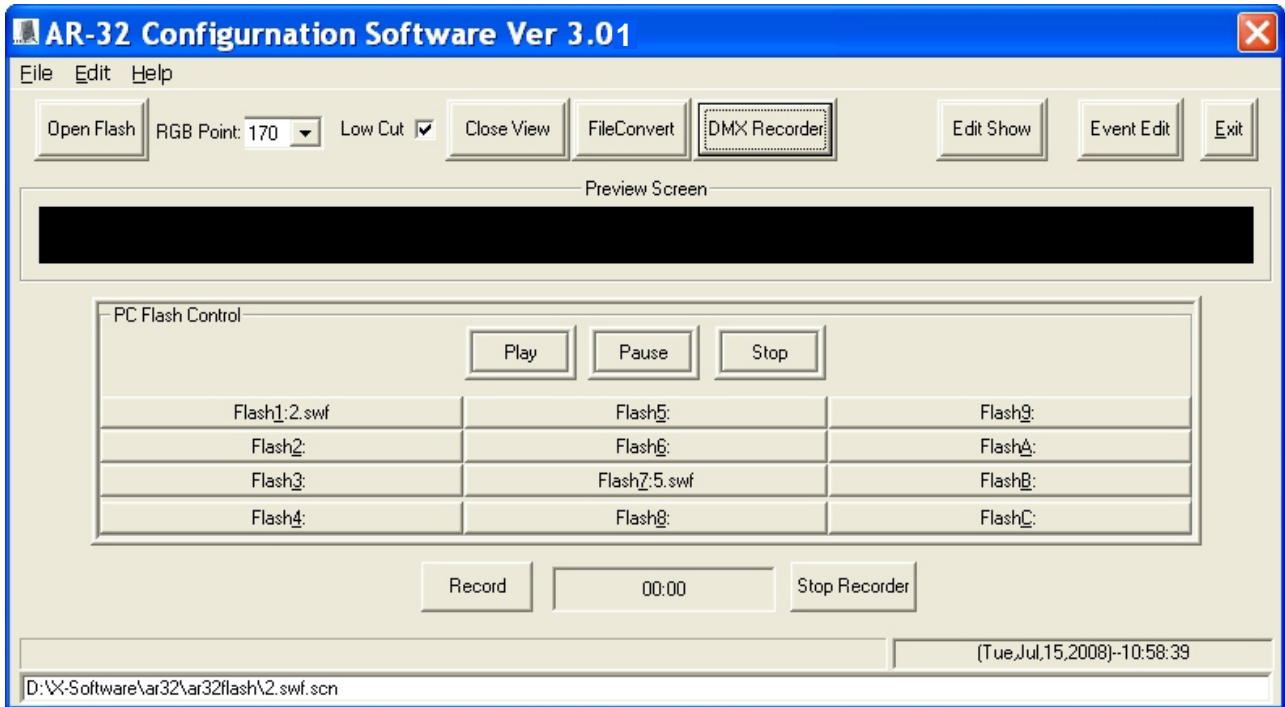 AR-32 Configurnation Software Ver 3.01
File Edit Help
Open Flash RGB Point: 170 Low Cut Close View FileConvert DMX Recorder Edit Show Event Edit Exit
Preview Screen
PC Flash Control
Play Pause Stop
Flash1:2.swf Flash5: Flash9:
Flash2: Flash6: FlashA:
Flash3: Flash7:5.swf FlashB:
Flash4: Flash8: FlashC:
Record 00:00 Stop Recorder
(Tue,Jul,15,2008)--10:58:39
D:\X-Software\ar32\ar32flash\2.swf.scn